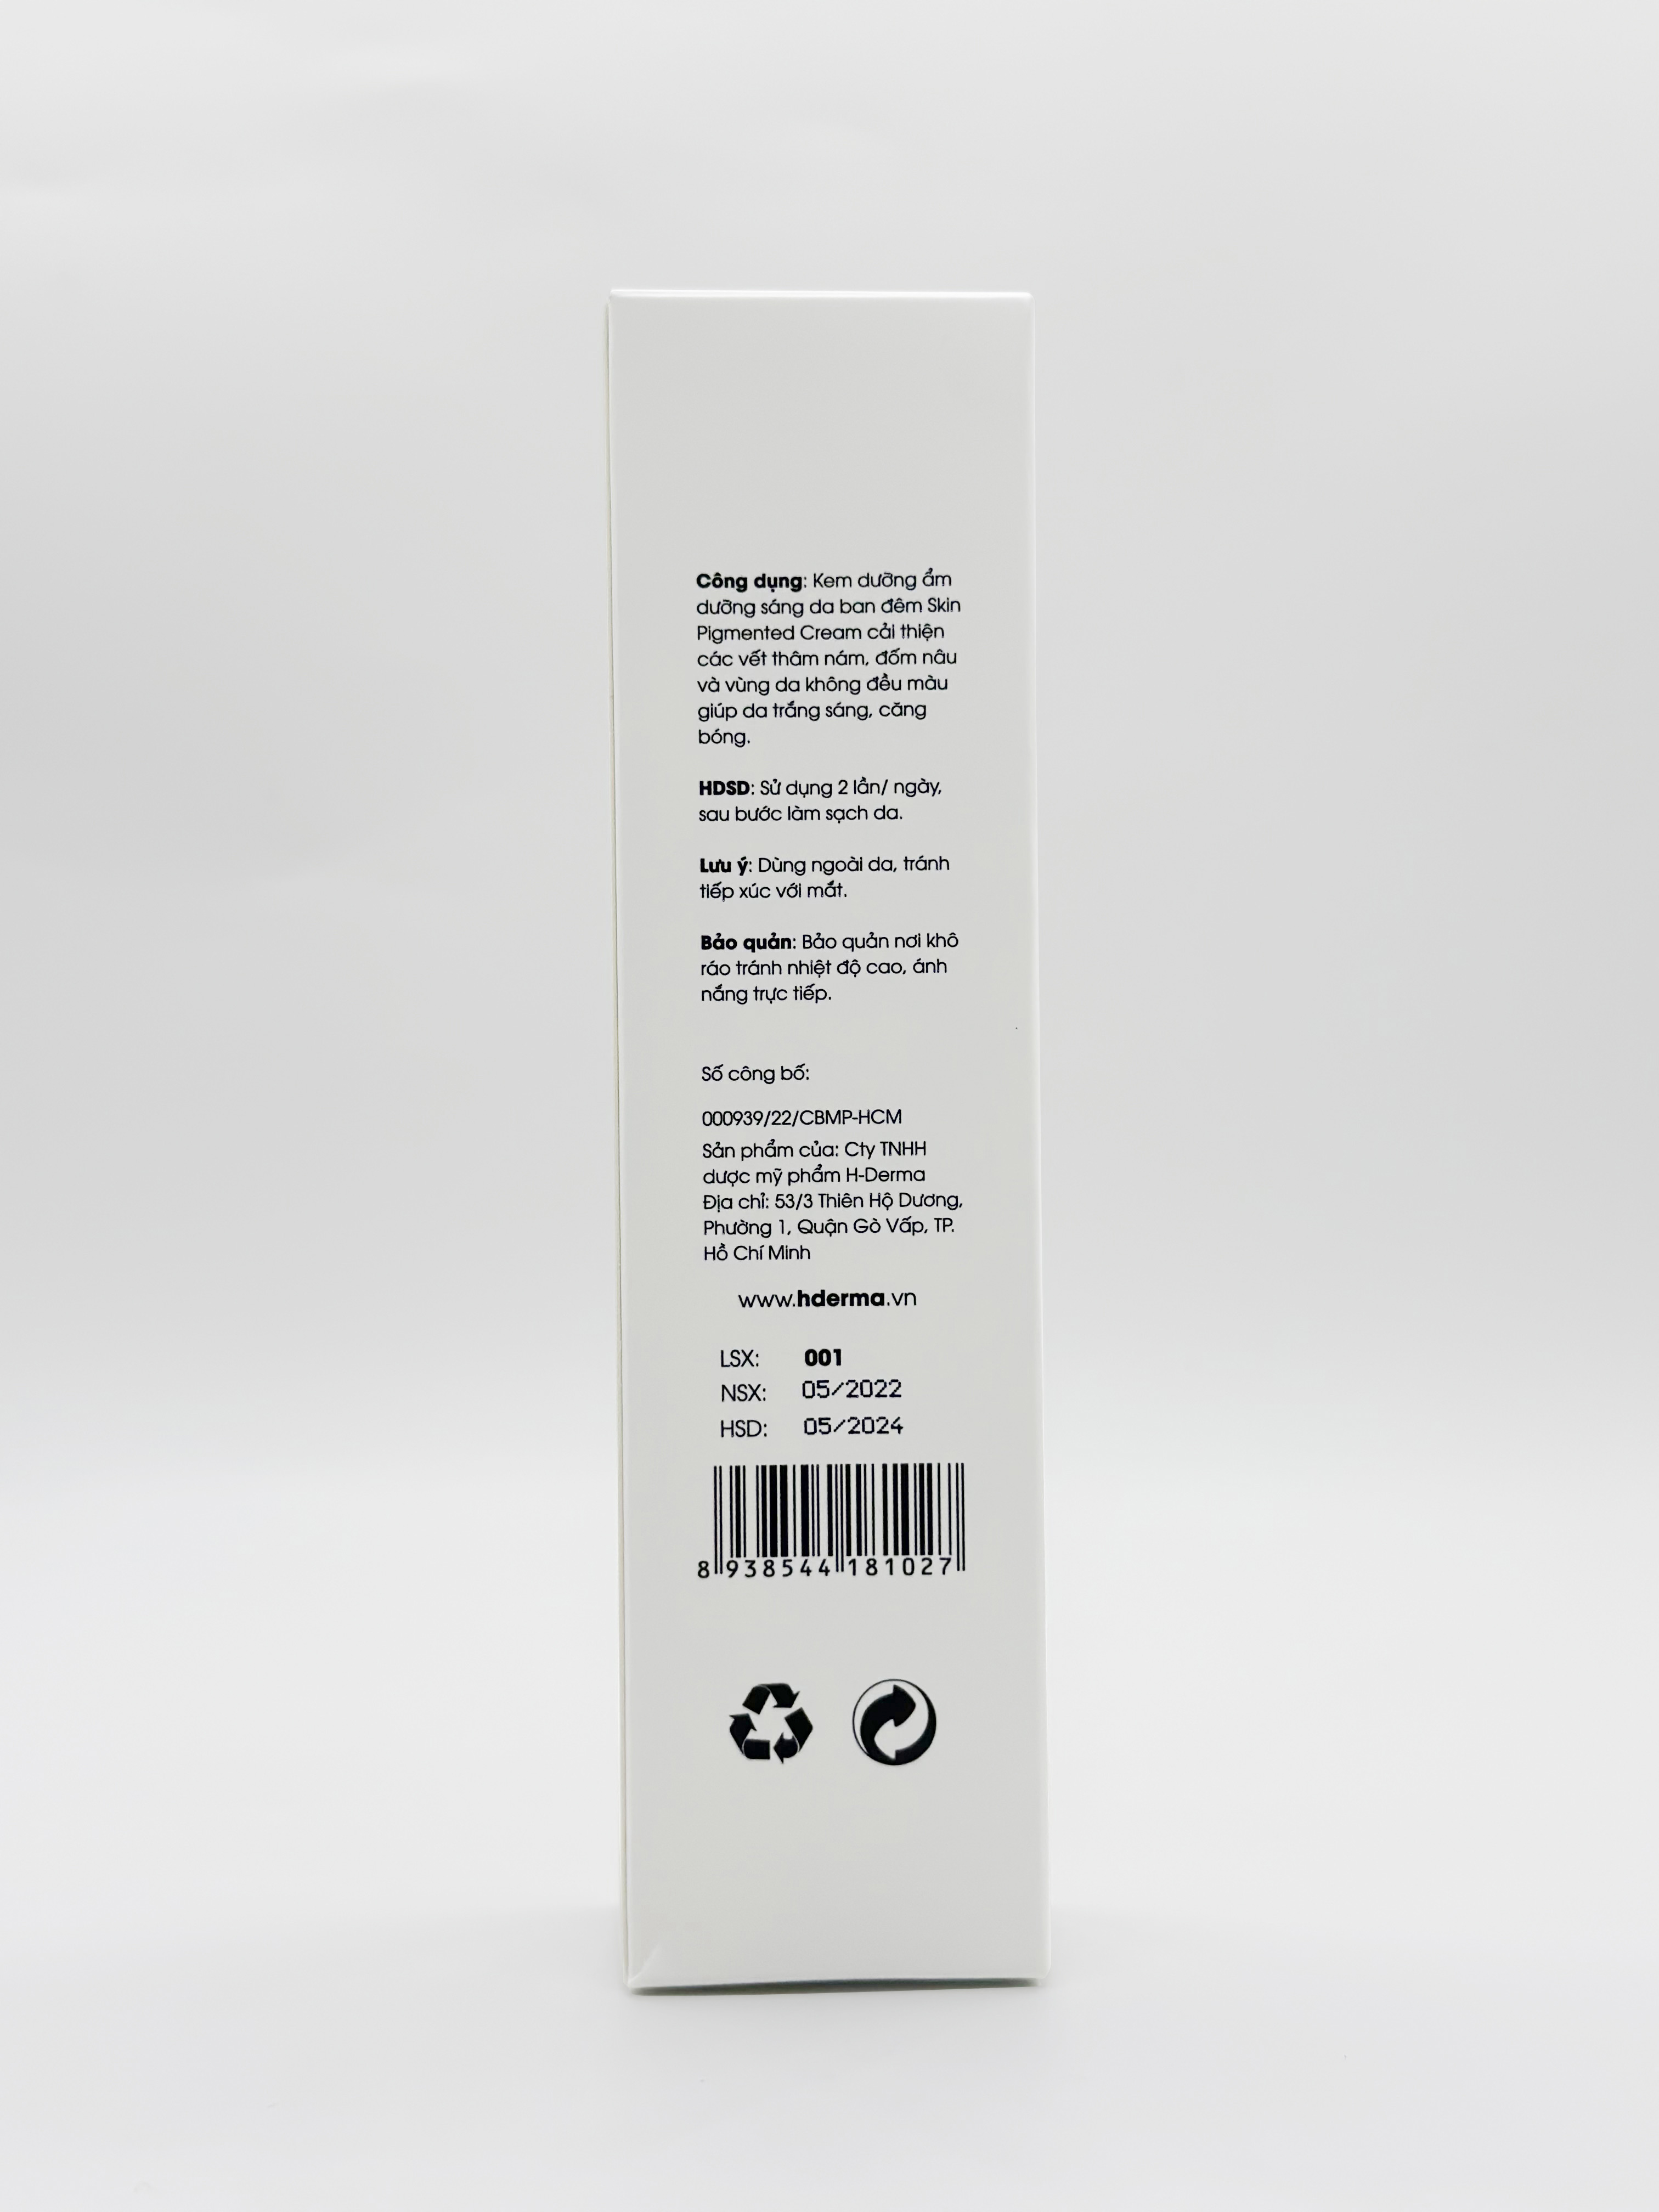 Công dụng: Kem dưỡng ẩm
dưỡng sáng da ban đêm Skin
Pigmented Cream cải thiện
các vết thâm nám, đốm nâu
và vùng da không đều màu
giúp da trắng sáng, căng
bóng.
HDSD: Sử dụng 2 lần/ ngày,
sau bước làm sạch da.
Lưu ý: Dùng ngoài da, tránh
tiếp xúc với mắt.
Bảo quản: Bảo quản nơi khô
ráo tránh nhiệt độ cao, ánh
nắng trực tiếp.
Số công bố:
000939/22/CBMP-HCM
Sản phẩm của: Cty TNHH
dược mỹ phẩm H-Derma
Địa chỉ: 53/3 Thiên Hộ Dương,
Phường 1, Quận Gò Vấp, TP.
Hồ Chí Minh
www.hderma.vn
LSX: 001
NSX: 05/2022
HSD: 05/2024
8 938544 181027